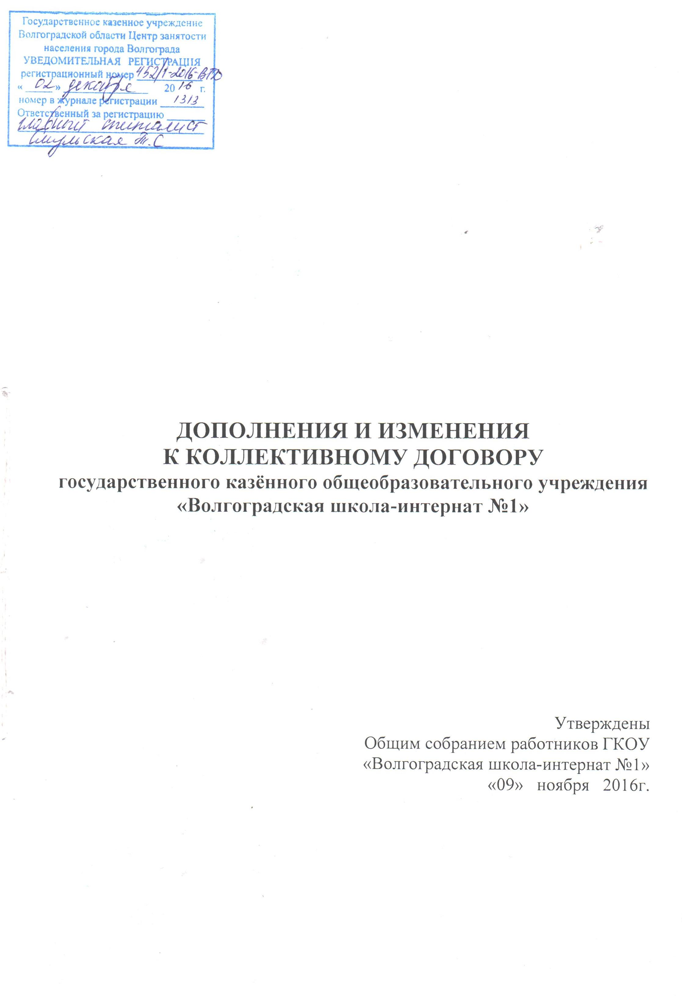 Государственное казенное учреждение
Волгоградской области Центр занятости
населения города Волгограда
УВЕДОМИТЕЛЬНАЯ РЕГИСТРАЦИЯ
регистрационный номер 452/1-2016-ВТД
« 02 » декабря 2016 г.
номер в журнале регистрации 1313
Ответственный за регистрацию
главный специалист
Т.С
ДОПОЛНЕНИЯ И ИЗМЕНЕНИЯ
К КОЛЛЕКТИВНОМУ ДОГОВОРУ
государственного казённого общеобразовательного учреждения
«Волгоградская школа-интернат №1»
Утверждены
Общим собранием работников ГКОУ
«Волгоградская школа-интернат №1»
«09» ноября 2016г.